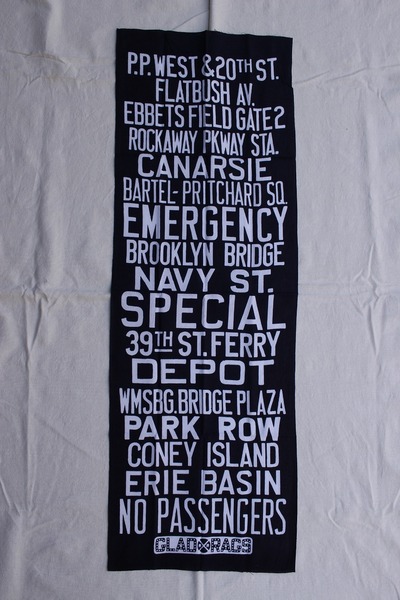 P.P. WEST & 20TH ST.
FLATBUSH AV.
EBBETS FIELD GATE 2
ROCKAWAY PKWAY STA.
CANARSIE
BARTEL-PRITCHARD SQ.
EMERGENCY
BROOKLYN BRIDGE
NAVY ST.
SPECIAL
39TH ST. FERRY
DEPOT
WMSBG. BRIDGE PLAZA
PARK ROW
CONEY ISLAND
ERIE BASIN
NO PASSENGERS
GLAD RAGS